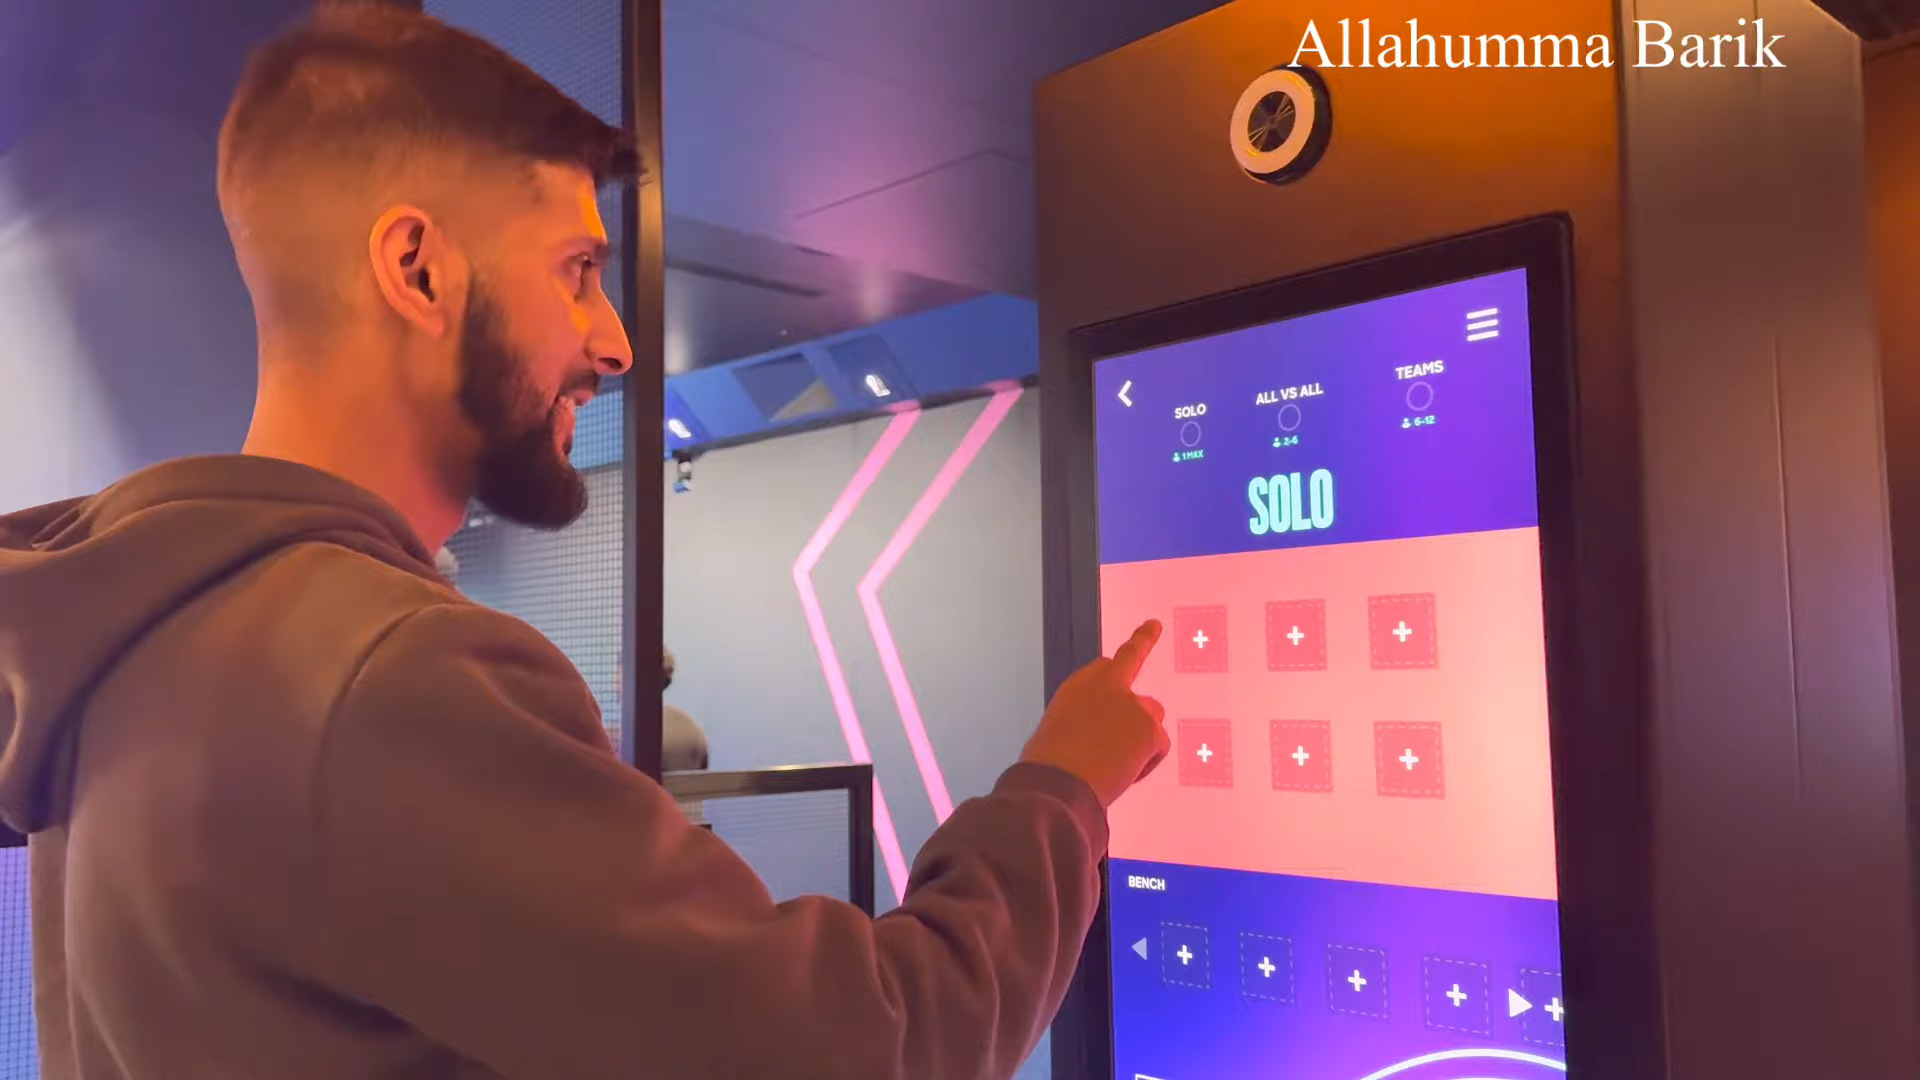 Allahumma Barik
SOLO
1 MAX
ALL VS ALL
2-6
TEAMS
6-12
SOLO
BENCH